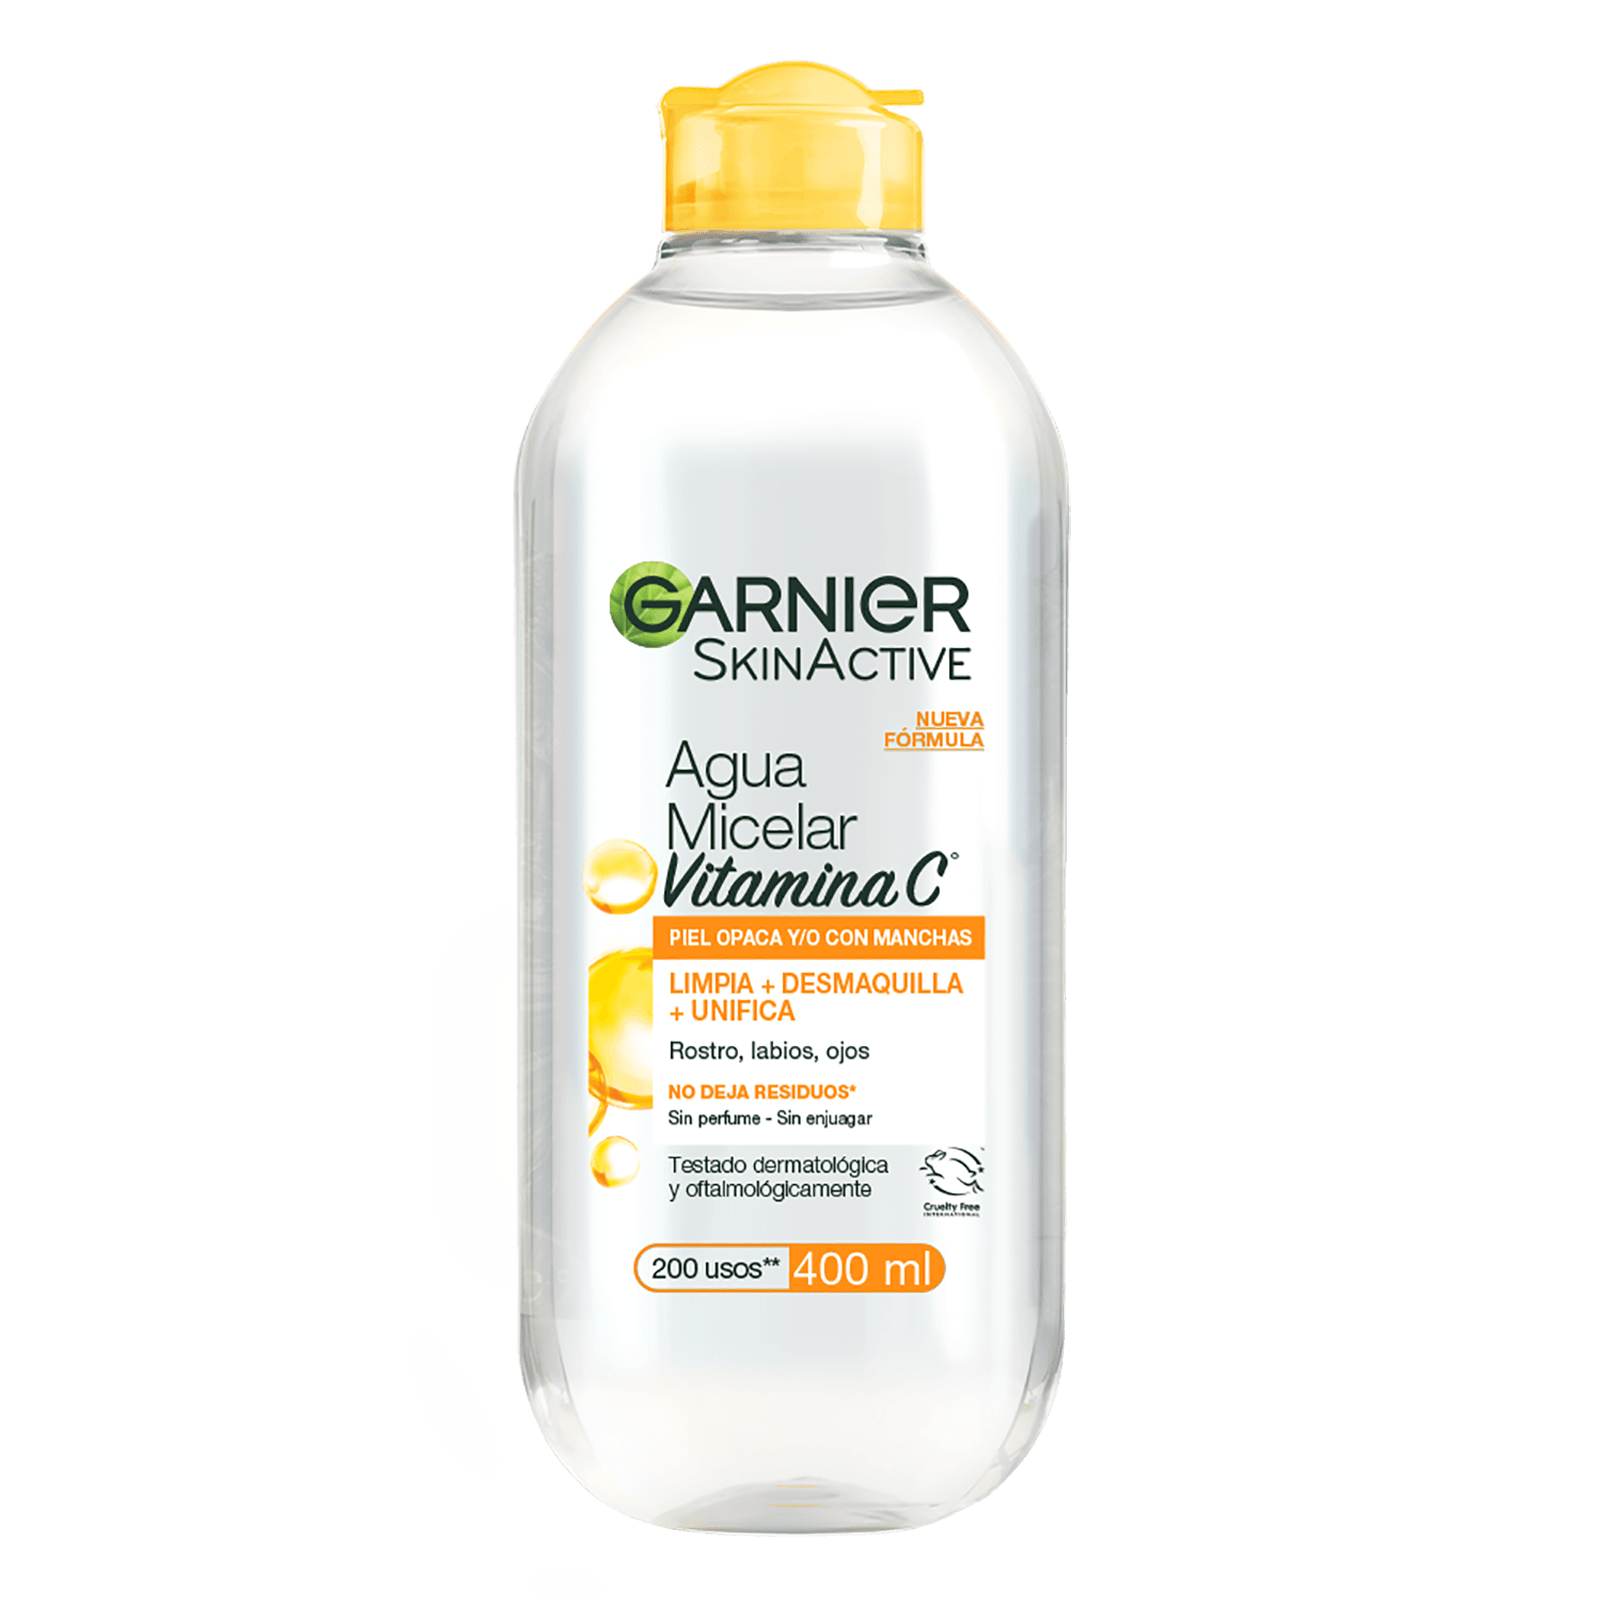 GARNIER
SKINACTIVE
NUEVA
FÓRMULA
Agua
Micelar
Vitamina C°
PIEL OPACA Y/O CON MANCHAS
LIMPIA + DESMAQUILLA
+ UNIFICA
Rostro, labios, ojos
NO DEJA RESIDUOS*
Sin perfume - Sin enjuagar
Testado dermatológica
y oftalmológicamente
Cruelty Free
INTERNATIONAL
200 usos** 400 ml